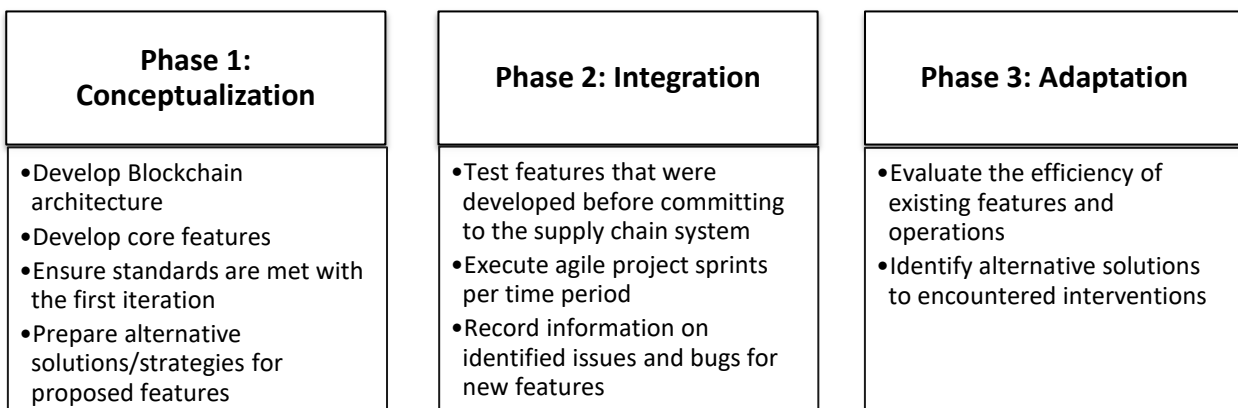 Phase 1:
Conceptualization
•Develop Blockchain
architecture
•Develop core features
•Ensure standards are met with
the first iteration
•Prepare alternative
solutions/strategies for
proposed features
Phase 2: Integration
•Test features that were
developed before committing
to the supply chain system
•Execute agile project sprints
per time period
•Record information on
identified issues and bugs for
new features
Phase 3: Adaptation
•Evaluate the efficiency of
existing features and
operations
•Identify alternative solutions
to encountered interventions